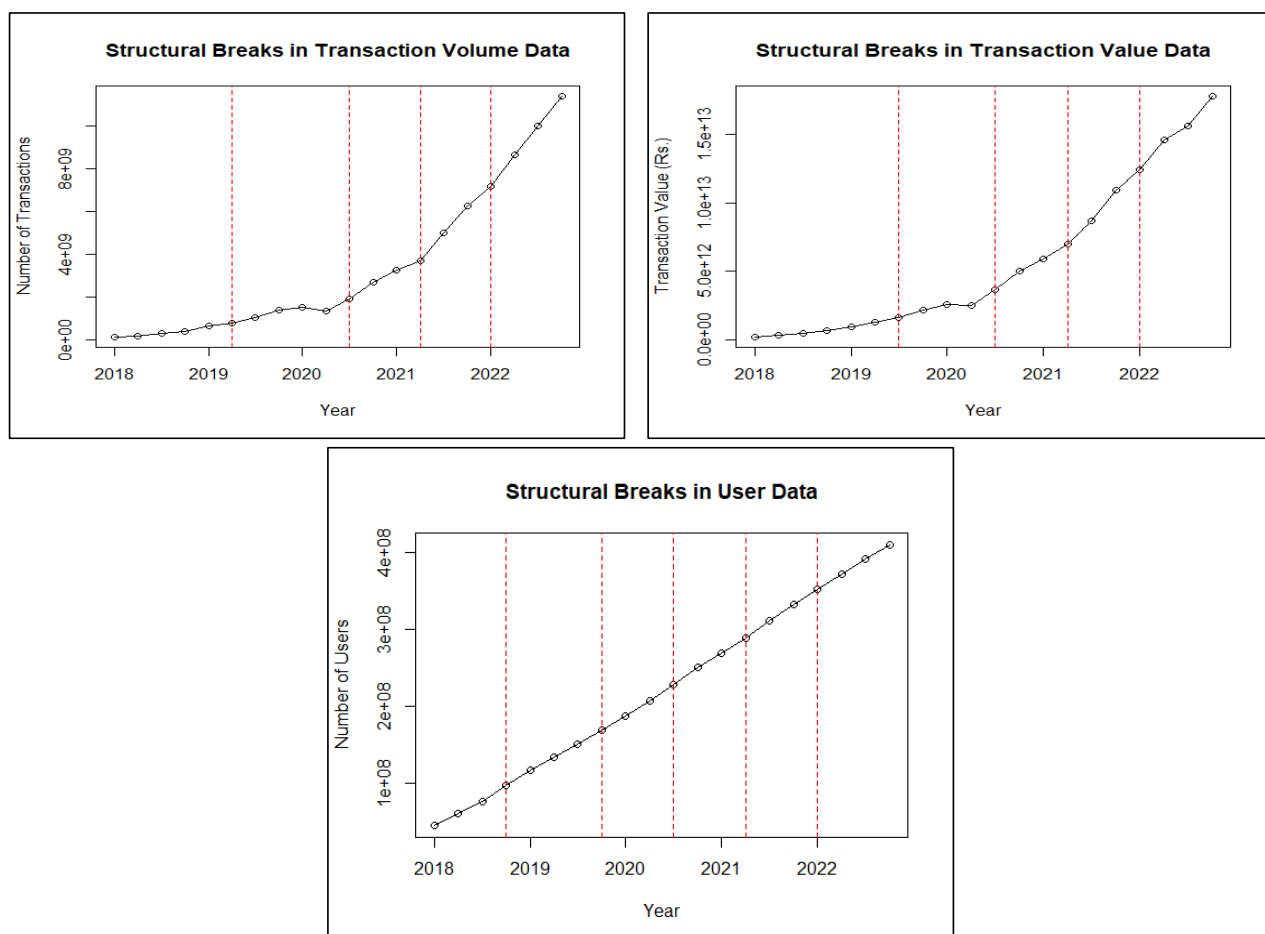 Structural Breaks in Transaction Volume Data
Number of Transactions
0e+00
4e+09
8e+09
2018
2019
2020
2021
2022
Year
Structural Breaks in Transaction Value Data
Transaction Value (Rs.)
0.0e+00
5.0e+12
1.0e+13
1.5e+13
2018
2019
2020
2021
2022
Year
Structural Breaks in User Data
Number of Users
1e+08
2e+08
3e+08
4e+08
2018
2019
2020
2021
2022
Year